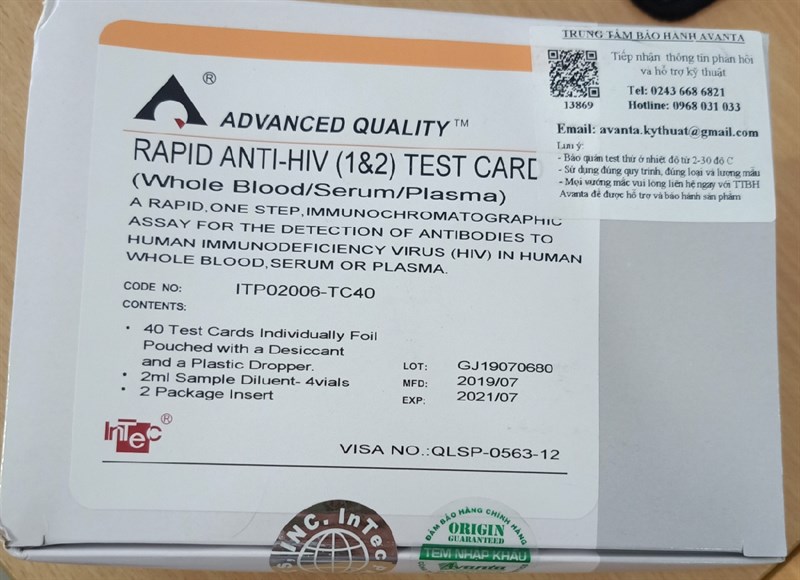 TRUNG TÂM BẢO HÀNH AVANTA
Tiếp nhận thông tin phản hồi
và hỗ trợ kỹ thuật
13869
Tel: 0243 668 6821
Hotline: 0968 031 033
Email: avanta.kythuat@gmail.com
Lưu ý:
- Bảo quản test thử ở nhiệt độ từ 2-30 độ C
- Sử dụng đúng quy trình, đúng loại và lượng mẫu
- Mọi vướng mắc vui lòng liên hệ ngay với TTBH
Avanta để được hỗ trợ và bảo hành sản phẩm
®
ADVANCED QUALITY™
RAPID ANTI-HIV (1&2) TEST CARD
(Whole Blood/Serum/Plasma)
A RAPID,ONE STEP,IMMUNOCHROMATOGRAPHIC
ASSAY FOR THE DETECTION OF ANTIBODIES TO
HUMAN IMMUNODEFICIENCY VIRUS (HIV) IN HUMAN
WHOLE BLOOD,SERUM OR PLASMA.
CODE NO: ITP02006-TC40
CONTENTS:
• 40 Test Cards Individually Foil
Pouched with a Desiccant
and a Plastic Dropper.
• 2ml Sample Diluent- 4vials
• 2 Package Insert
LOT: GJ19070680
MFD: 2019/07
EXP: 2021/07
InTec®
VISA NO.:QLSP-0563-12
INC. InTec
ĐẢM BẢO HÀNG CHÍNH HÃNG
ORIGIN
GUARANTEED
TEM NHẬP KHẨU
Avanta